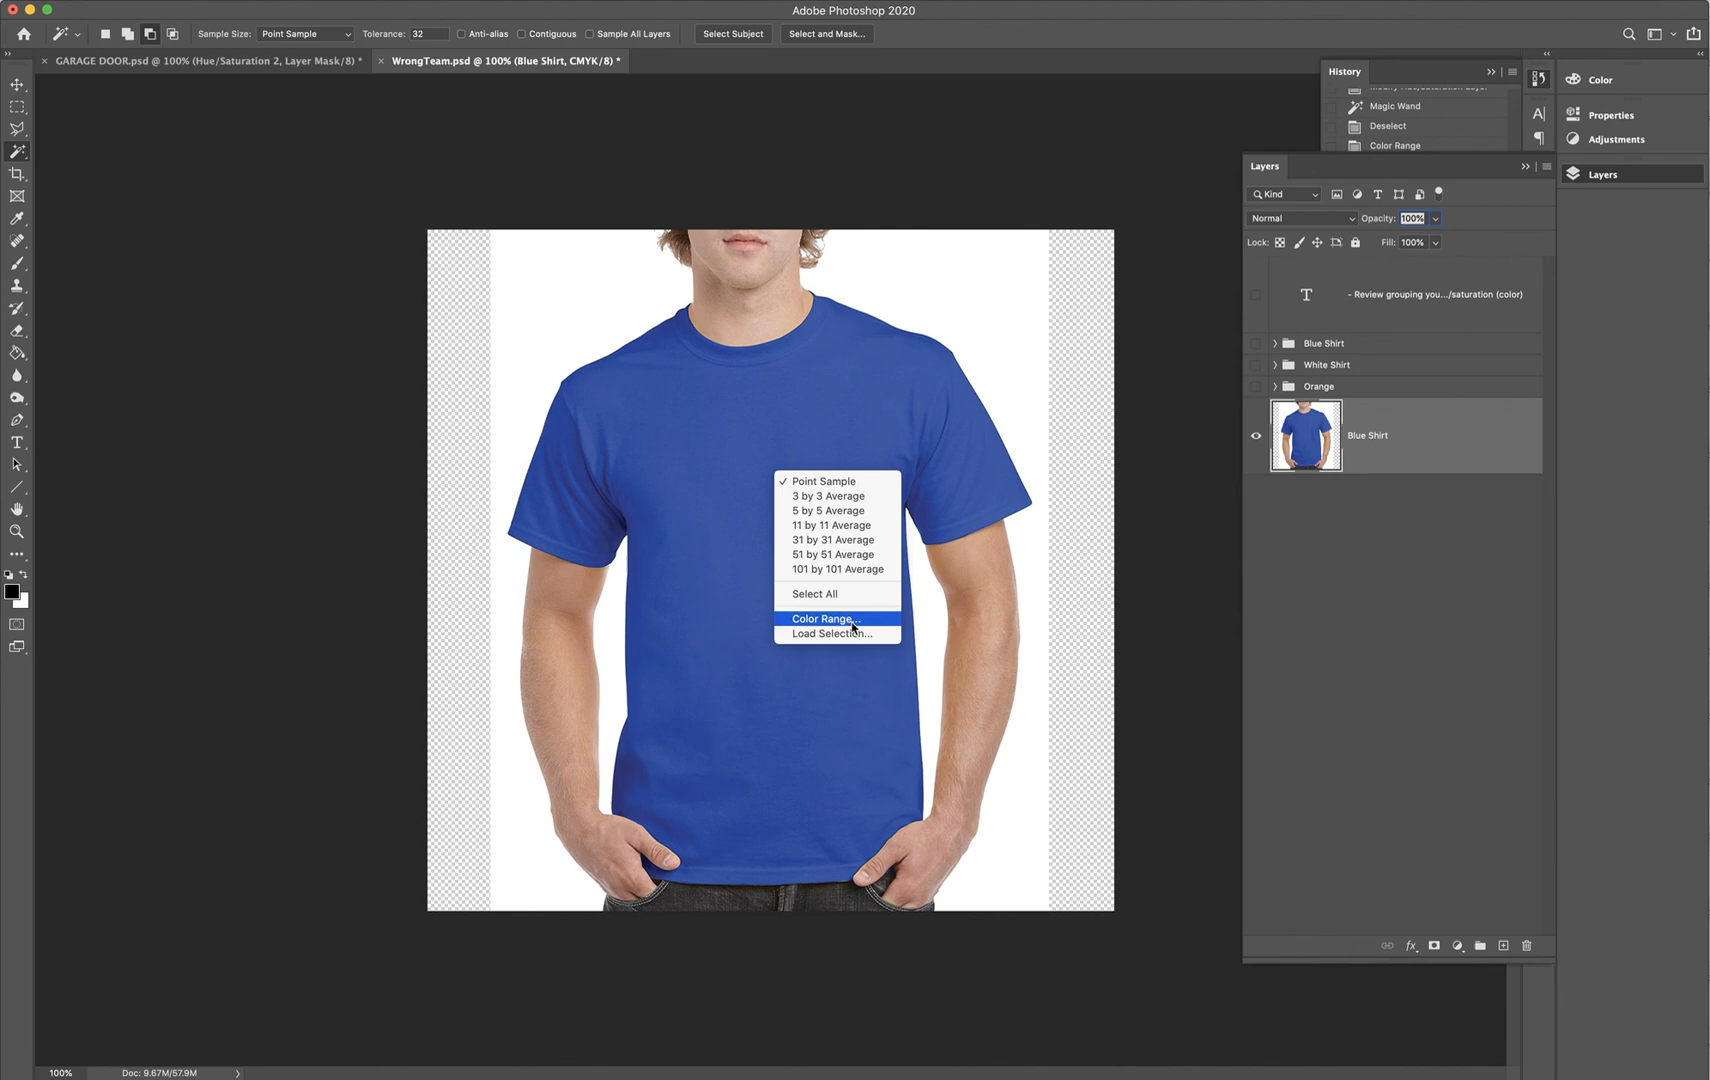 Adobe Photoshop 2020
Sample Size: Point Sample Tolerance: 32 Anti-alias Contiguous Sample All Layers Select Subject Select and Mask...
GARAGE DOOR.psd @ 100% (Hue/Saturation 2, Layer Mask/8) *
WrongTeam.psd @ 100% (Blue Shirt, CMYK/8) *
History
Magic Wand
Deselect
Color Range
Color
Properties
Adjustments
Layers
Layers
Kind
Normal Opacity: 100%
Lock: Fill: 100%
- Review grouping you.../saturation (color)
Blue Shirt
White Shirt
Orange
Blue Shirt
Point Sample
3 by 3 Average
5 by 5 Average
11 by 11 Average
31 by 31 Average
51 by 51 Average
101 by 101 Average
Select All
Color Range...
Load Selection...
100% Doc: 9.67M/57.9M